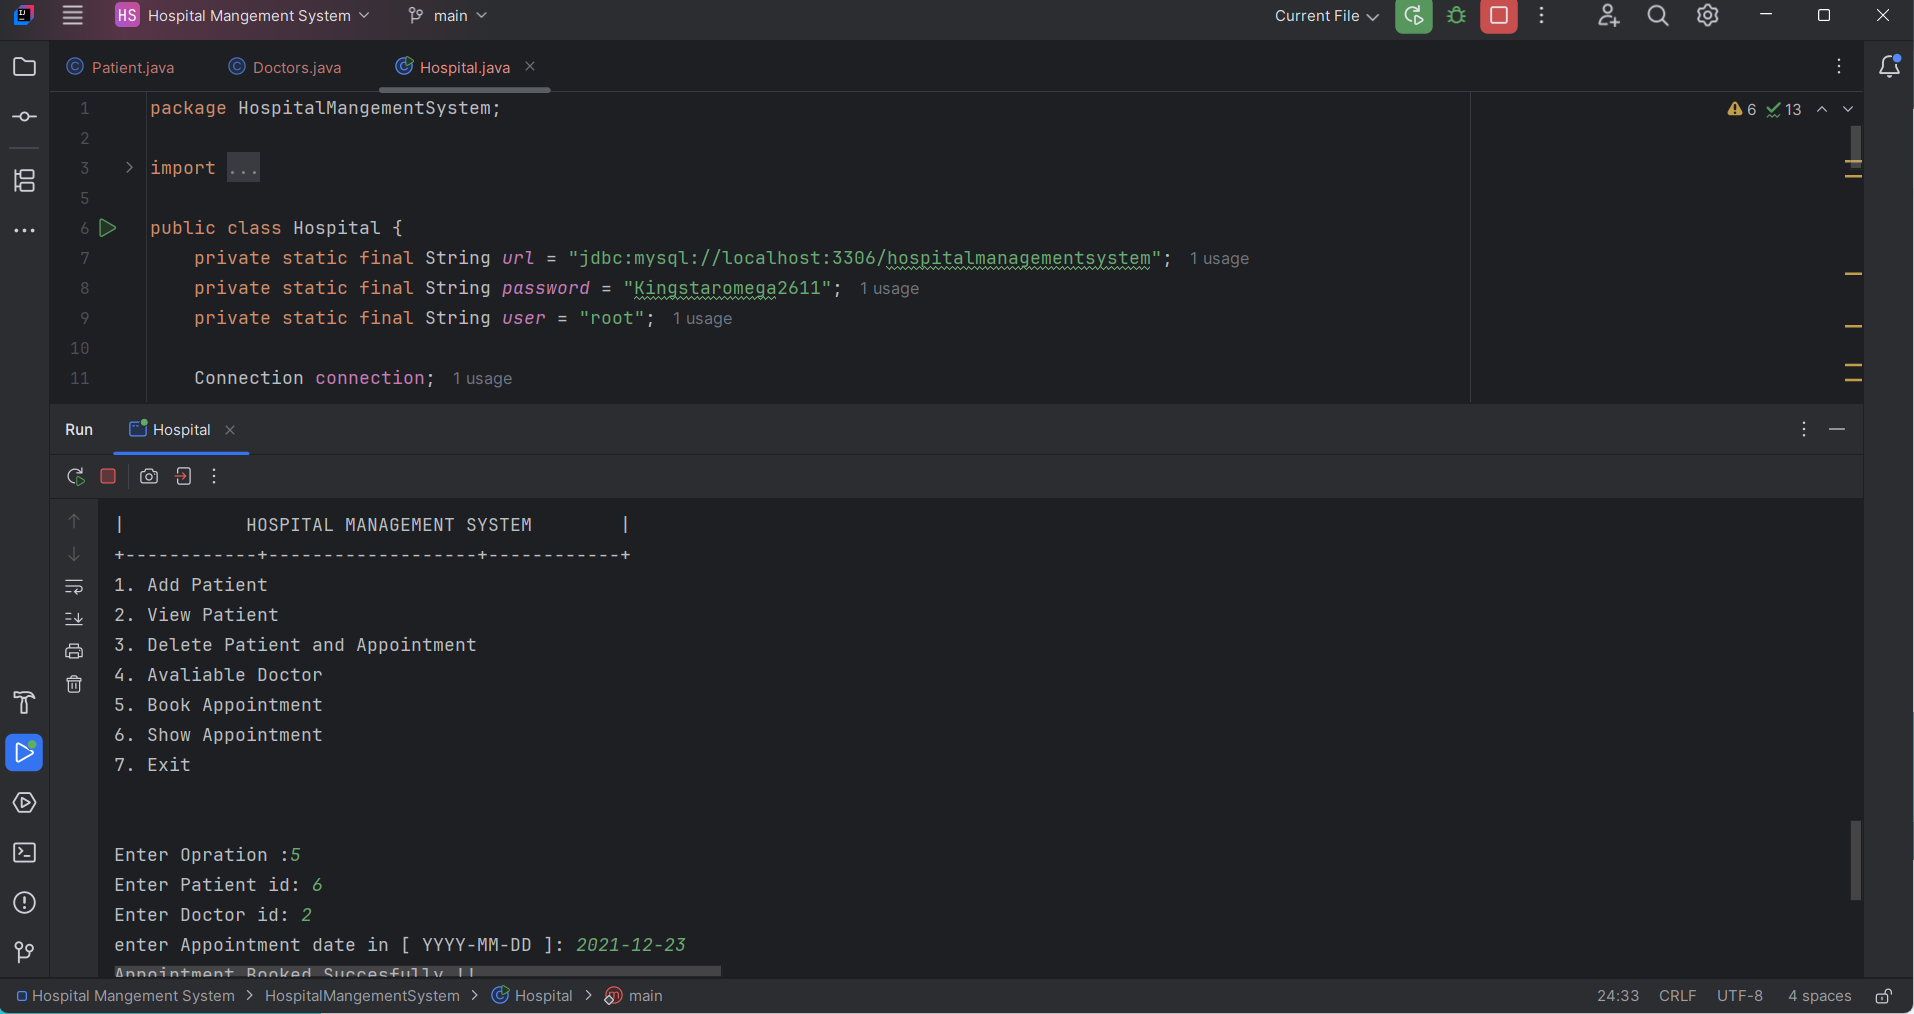 HS Hospital Mangement System main Current File
Patient.java Doctors.java Hospital.java
1 package HospitalMangementSystem; 6 13
2
3 import ...
5
6 public class Hospital {
7 private static final String url = "jdbc:mysql://localhost:3306/hospitalmanagementsystem"; 1 usage
8 private static final String password = "Kingstaromega2611"; 1 usage
9 private static final String user = "root"; 1 usage
10
11 Connection connection; 1 usage
Run Hospital
| HOSPITAL MANAGEMENT SYSTEM |
+------------+-------------------+------------+
1. Add Patient
2. View Patient
3. Delete Patient and Appointment
4. Avaliable Doctor
5. Book Appointment
6. Show Appointment
7. Exit
Enter Opration :5
Enter Patient id: 6
Enter Doctor id: 2
enter Appointment date in [ YYYY-MM-DD ]: 2021-12-23
Appointment Booked Succesfully !!
Hospital Mangement System > HospitalMangementSystem > Hospital > main 24:33 CRLF UTF-8 4 spaces